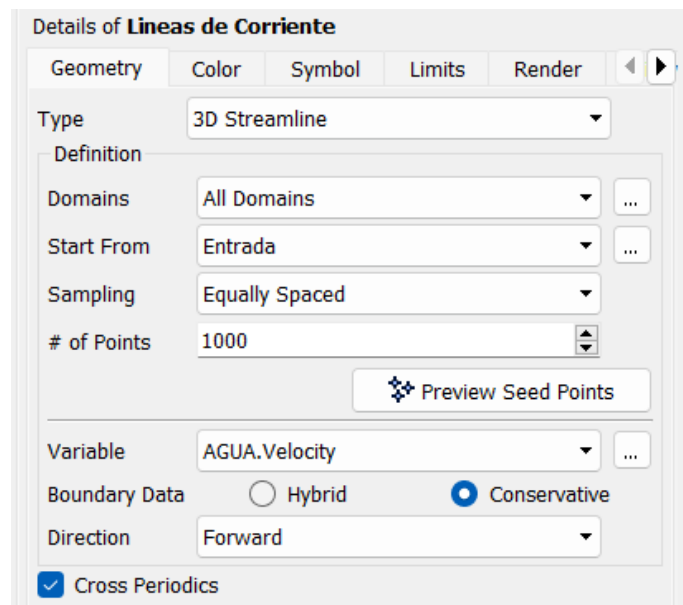 Details of Lineas de Corriente
Geometry Color Symbol Limits Render
Type 3D Streamline
Definition
Domains All Domains ...
Start From Entrada ...
Sampling Equally Spaced
# of Points 1000
Preview Seed Points
Variable AGUA.Velocity ...
Boundary Data Hybrid Conservative
Direction Forward
Cross Periodics